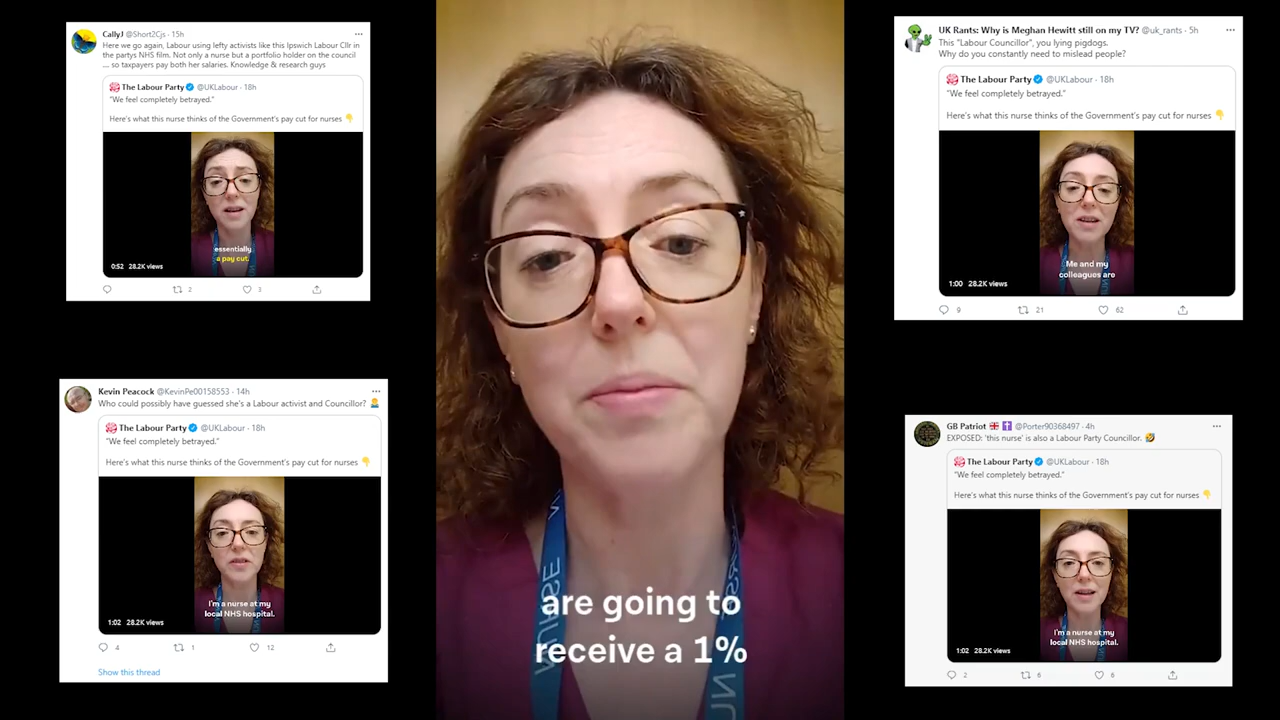 CallyJ @Short2Cjs · 15h
Here we go again, Labour using lefty activists like this Ipswich Labour Cllr in
the partys NHS film. Not only a nurse but a portfolio holder on the council
... so taxpayers pay both her salaries. Knowledge & research guys
The Labour Party @UKLabour · 18h
“We feel completely betrayed.”
Here’s what this nurse thinks of the Government’s pay cut for nurses 👇
essentially
a pay cut.
0:52 28.2K views
2 3
Kevin Peacock @KevinPe00158553 · 14h
Who could possibly have guessed she's a Labour activist and Councillor? 🤷‍♂️
The Labour Party @UKLabour · 18h
“We feel completely betrayed.”
Here’s what this nurse thinks of the Government’s pay cut for nurses 👇
I'm a nurse at my
local NHS hospital.
1:02 28.2K views
4 1 12
Show this thread
NURSE
are going to
receive a 1%
UK Rants: Why is Meghan Hewitt still on my TV? @uk_rants · 5h
This "Labour Councillor", you lying pigdogs.
Why do you constantly need to mislead people?
The Labour Party @UKLabour · 18h
“We feel completely betrayed.”
Here’s what this nurse thinks of the Government’s pay cut for nurses 👇
Me and my
colleagues are
1:00 28.2K views
9 21 62
GB Patriot 🇬🇧 ✝️ @Porter90368497 · 4h
EXPOSED: 'this nurse' is also a Labour Party Councillor. 🤣
The Labour Party @UKLabour · 18h
“We feel completely betrayed.”
Here’s what this nurse thinks of the Government’s pay cut for nurses 👇
I'm a nurse at my
local NHS hospital.
1:02 28.2K views
2 6 6